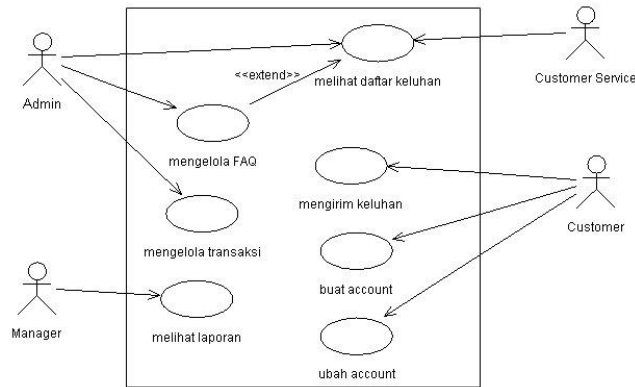 <<extend>>
melihat daftar keluhan
Customer Service
Admin
mengelola FAQ
mengirim keluhan
Customer
mengelola transaksi
buat account
Manager
melihat laporan
ubah account